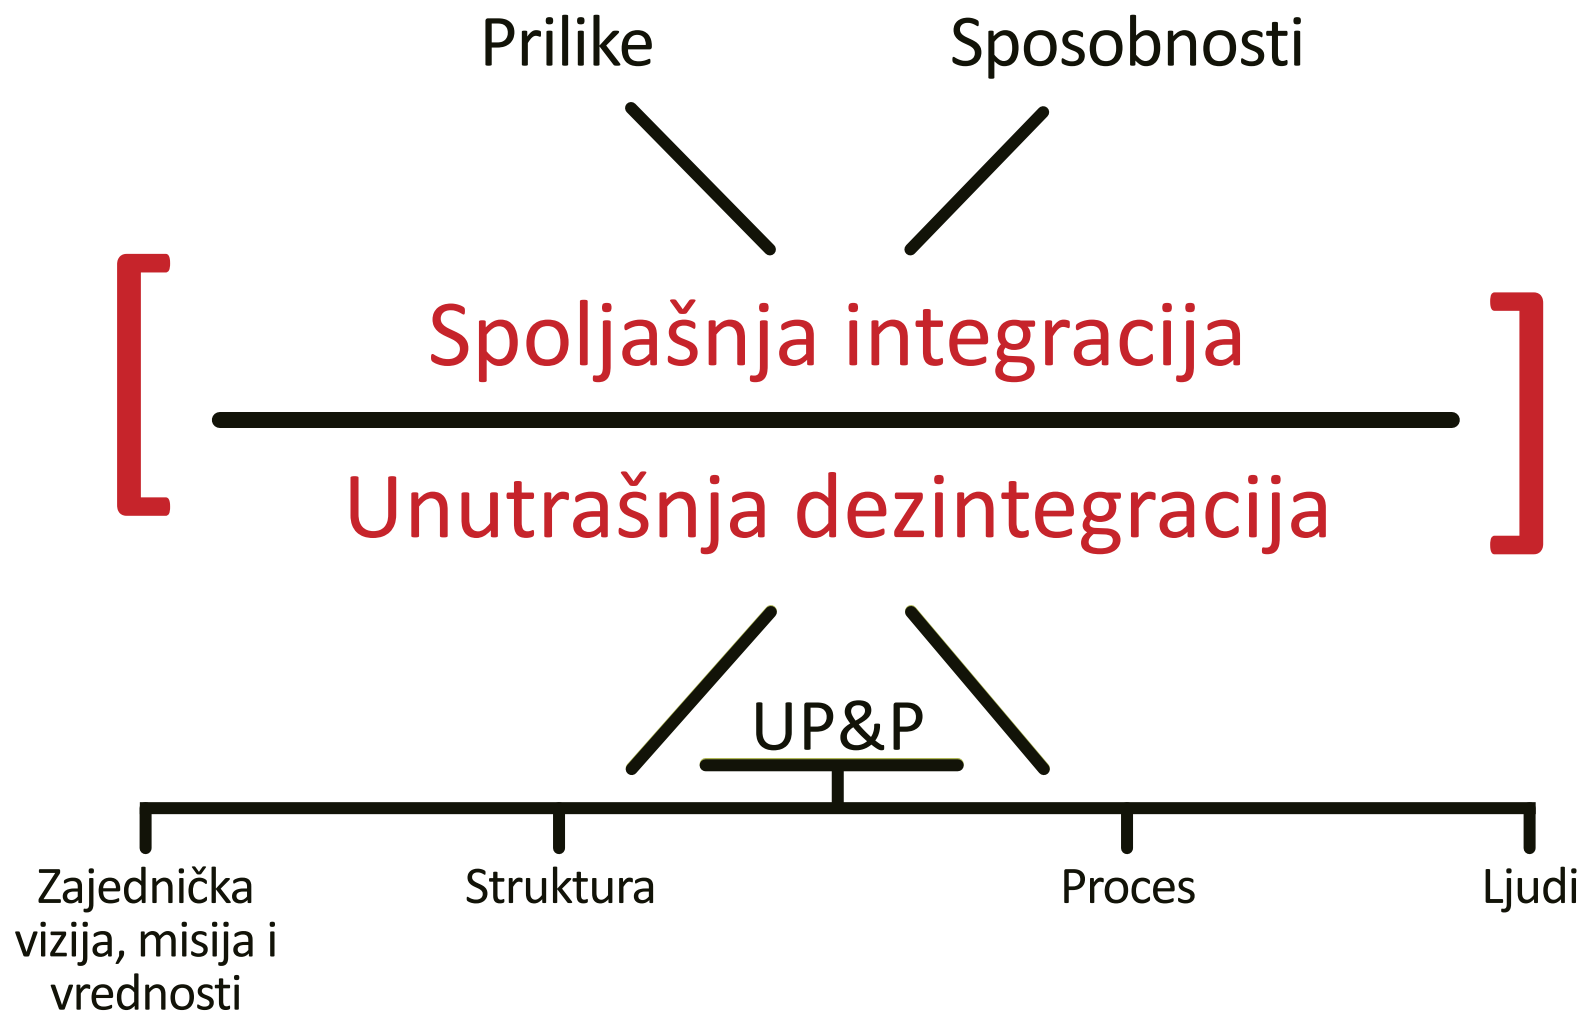 Prilike
Sposobnosti
Spoljašnja integracija
Unutrašnja dezintegracija
UP&P
Zajednička
vizija, misija i
vrednosti
Struktura
Proces
Ljudi